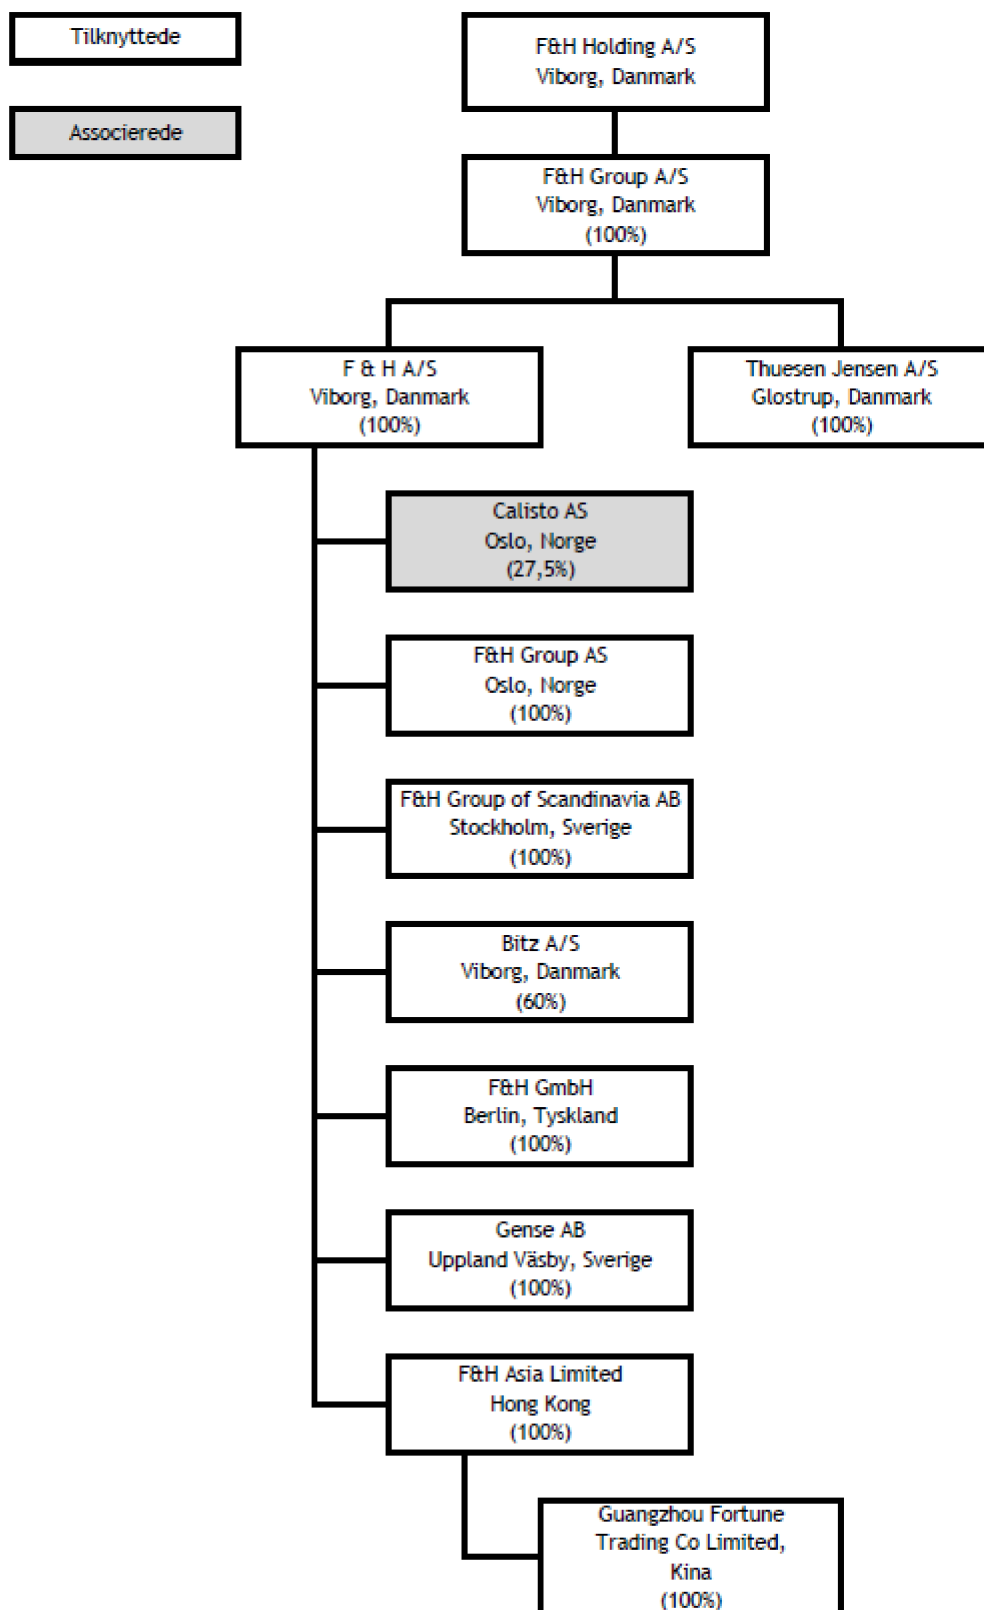 Tilknyttede
Associerede
F&H Holding A/S
Viborg, Danmark
F&H Group A/S
Viborg, Danmark
(100%)
F & H A/S
Viborg, Danmark
(100%)
Thuesen Jensen A/S
Glostrup, Danmark
(100%)
Calisto AS
Oslo, Norge
(27,5%)
F&H Group AS
Oslo, Norge
(100%)
F&H Group of Scandinavia AB
Stockholm, Sverige
(100%)
Bitz A/S
Viborg, Danmark
(60%)
F&H GmbH
Berlin, Tyskland
(100%)
Gense AB
Uppland Väsby, Sverige
(100%)
F&H Asia Limited
Hong Kong
(100%)
Guangzhou Fortune
Trading Co Limited,
Kina
(100%)